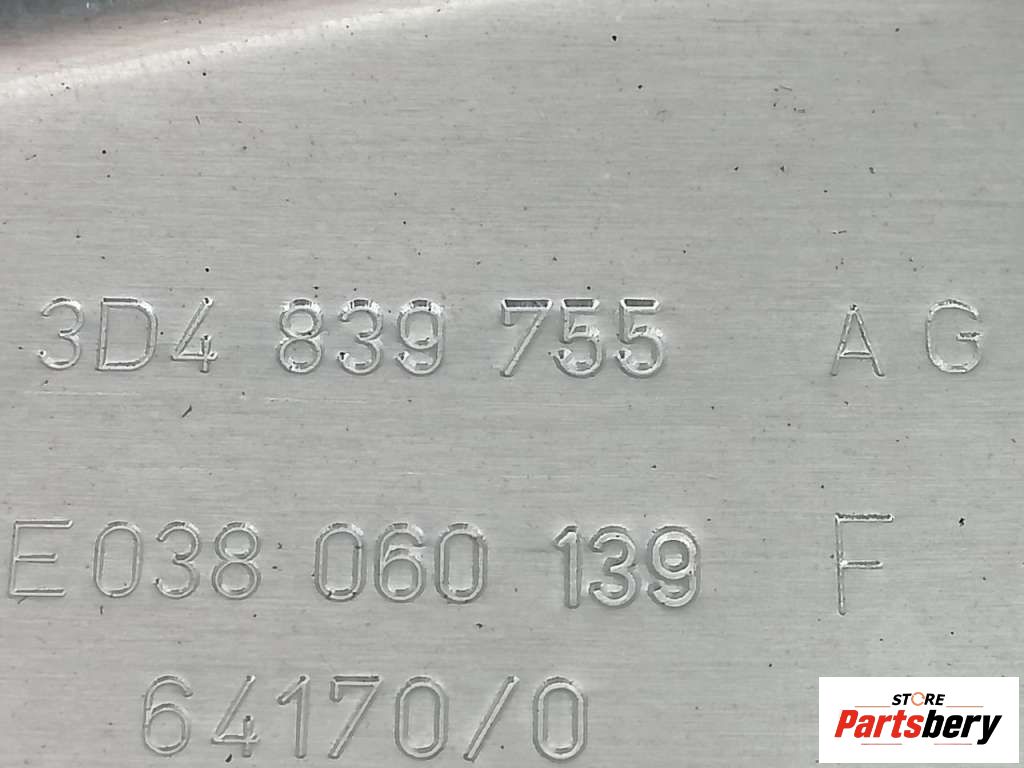 3D4 839 755 AG
E038 060 139 F
64170/0
STORE
Partsbery